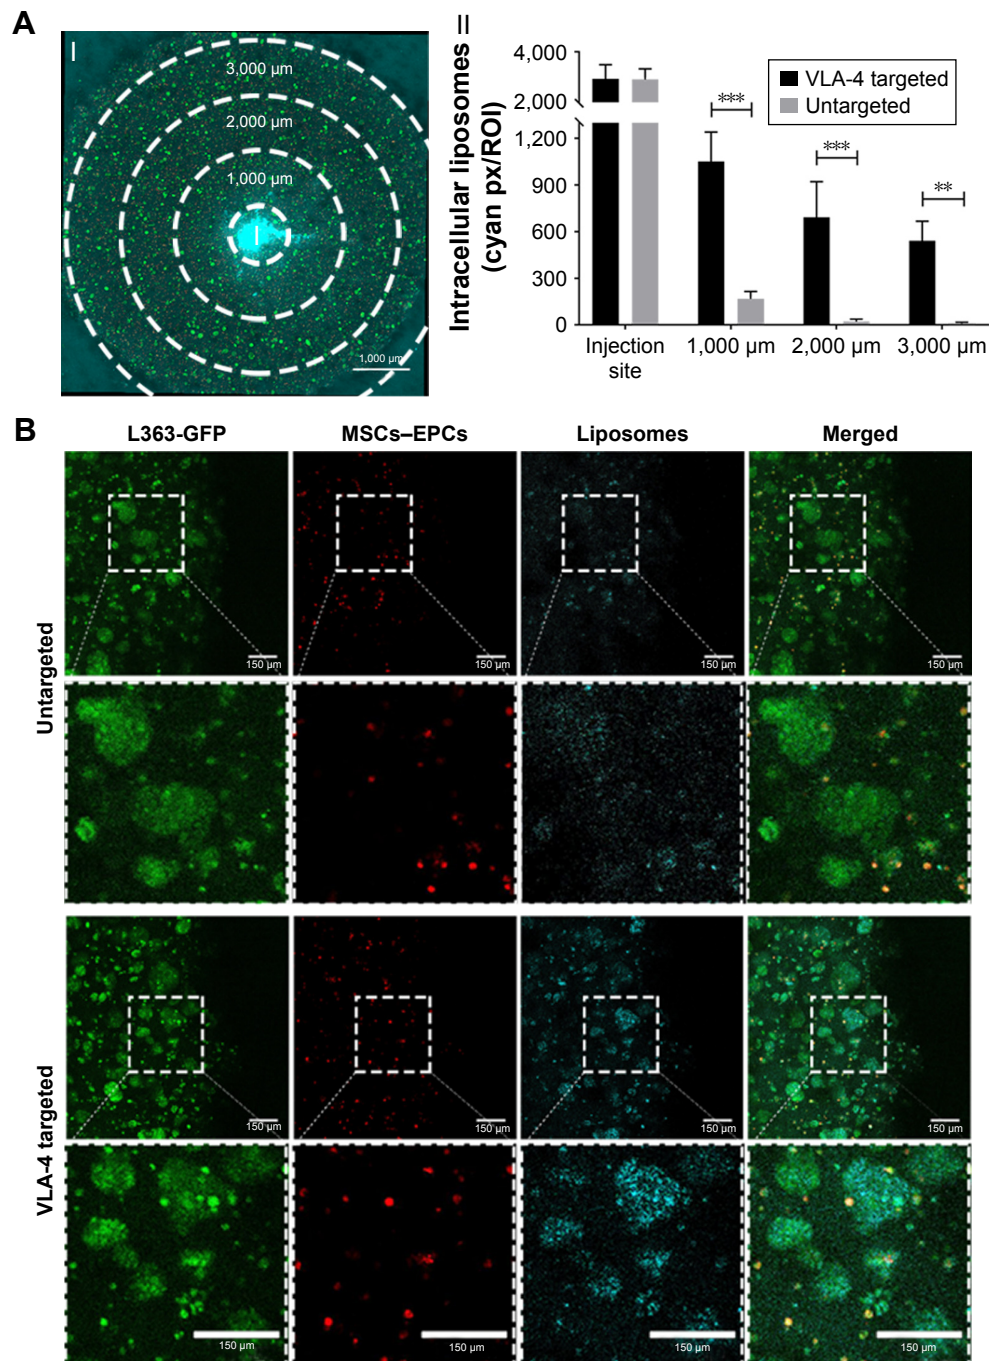 A
I
3,000 µm
2,000 µm
1,000 µm
I
1,000 µm
II
Intracellular liposomes
(cyan px/ROI)
4,000
2,000
1,200
900
600
300
0
VLA-4 targeted
Untargeted
***
***
**
Injection
site
1,000 µm
2,000 µm
3,000 µm
B
L363-GFP
MSCs–EPCs
Liposomes
Merged
Untargeted
150 µm
150 µm
150 µm
150 µm
VLA-4 targeted
150 µm
150 µm
150 µm
150 µm
150 µm
150 µm
150 µm
150 µm